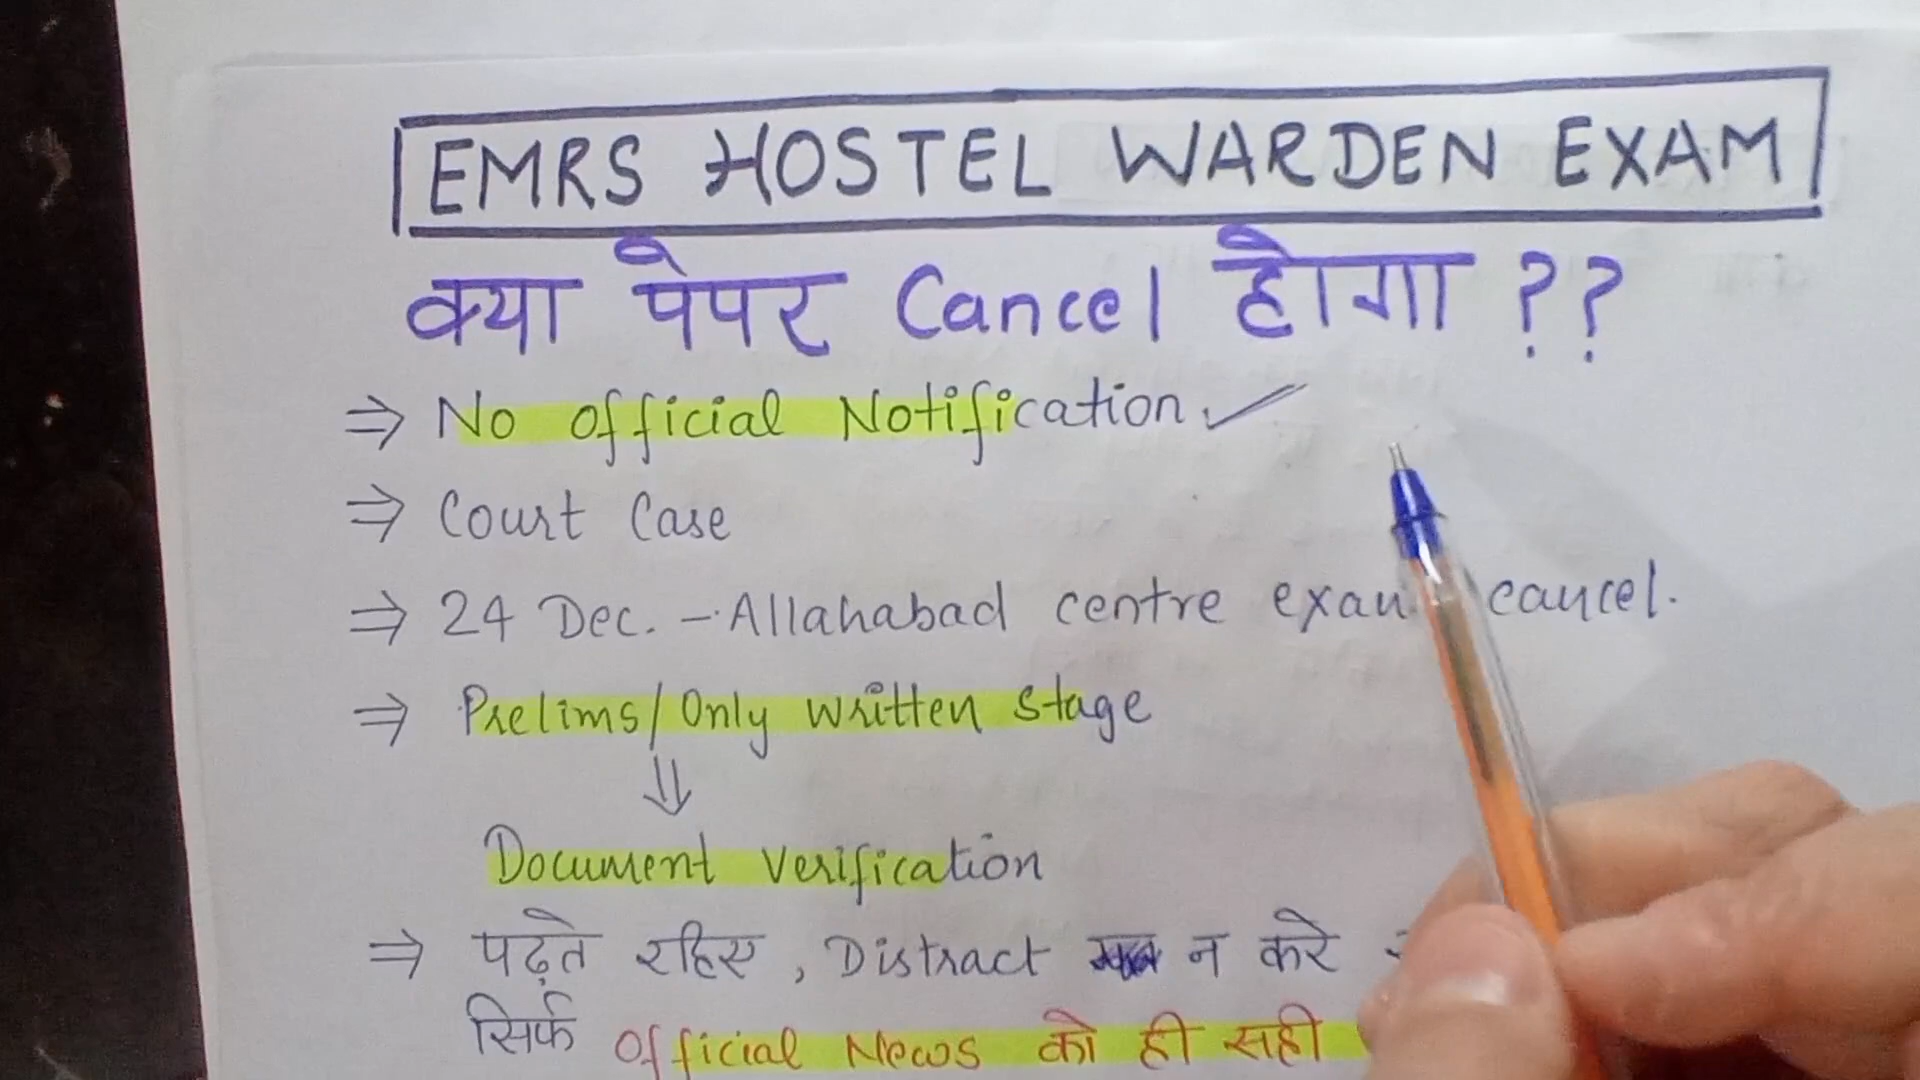 EMRS HOSTEL WARDEN EXAM
क्या पेपर Cancel होगा ??
⇒ No official Notification ✓
⇒ Court Case
⇒ 24 Dec. - Allahabad centre exam cancel.
⇒ Prelims/Only written stage
⇓
Document verification
⇒ पढ़ते रहिए, Distract न करे
सिर्फ official News को ही सही